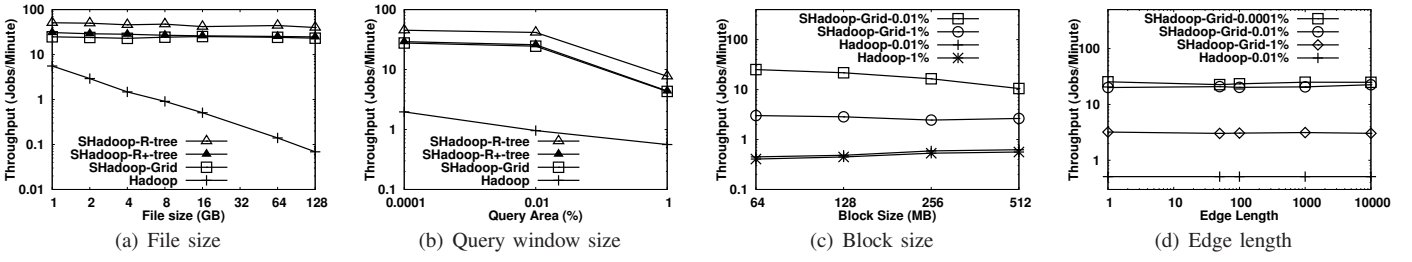 Throughput (Jobs/Minute)
100
10
1
0.1
0.01
SHadoop-R-tree
SHadoop-R+-tree
SHadoop-Grid
Hadoop
1 2 4 8 16 32 64 128
File size (GB)
(a) File size
Throughput (Jobs/Minute)
100
10
1
0.1
SHadoop-R-tree
SHadoop-R+-tree
SHadoop-Grid
Hadoop
0.0001 0.01 1
Query Area (%)
(b) Query window size
Throughput (Jobs/Minute)
SHadoop-Grid-0.01%
SHadoop-Grid-1%
Hadoop-0.01%
Hadoop-1%
100
10
1
0.1
64 128 256 512
Block Size (MB)
(c) Block size
Throughput (Jobs/Minute)
SHadoop-Grid-0.0001%
SHadoop-Grid-0.01%
SHadoop-Grid-1%
Hadoop-0.01%
100
10
1
1 10 100 1000 10000
Edge Length
(d) Edge length